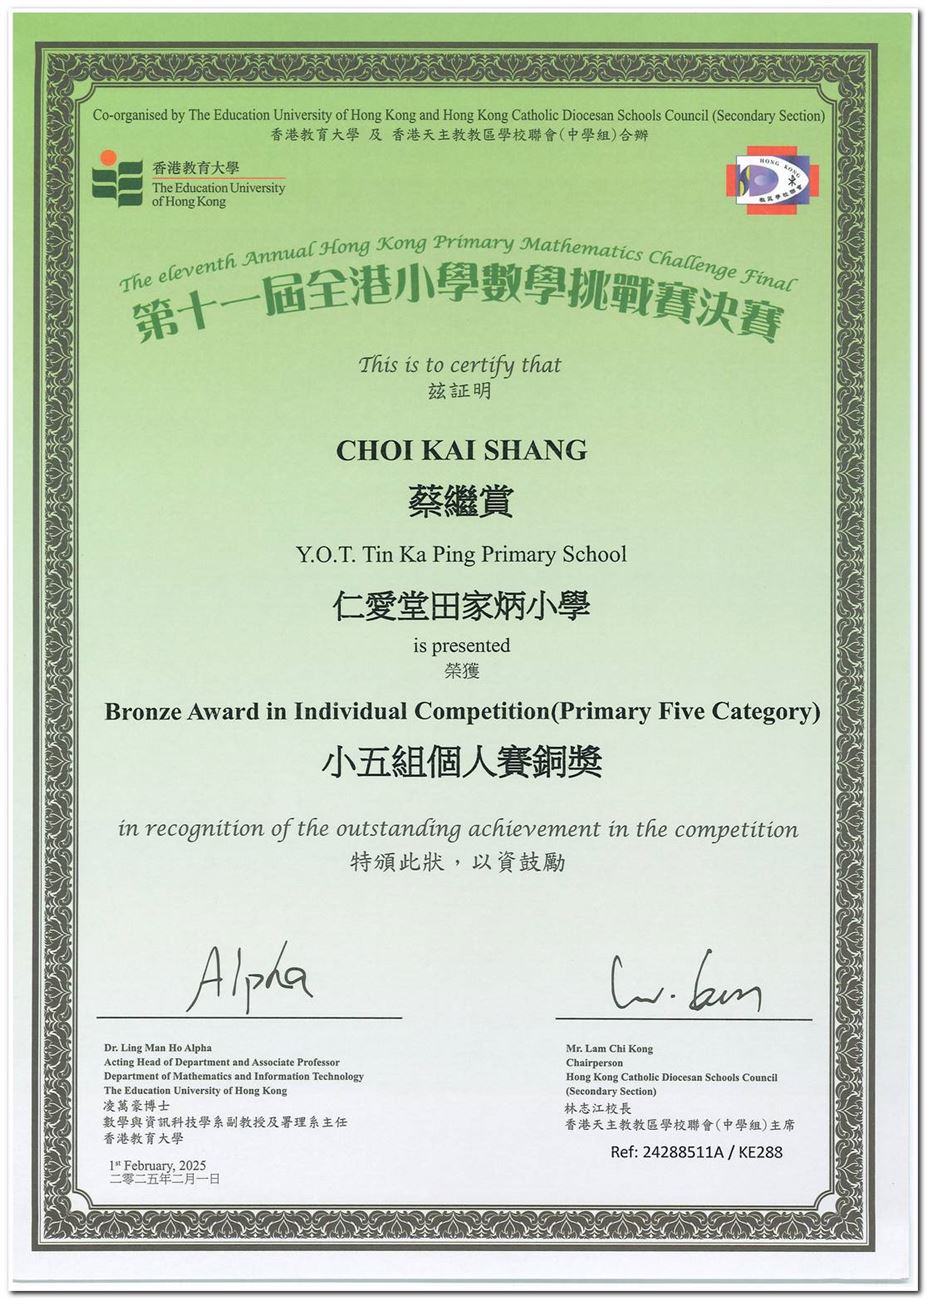 Co-organised by The Education University of Hong Kong and Hong Kong Catholic Diocesan Schools Council (Secondary Section)
香港教育大學 及 香港天主教教區學校聯會(中學組)合辦
香港教育大學
The Education University
of Hong Kong
HONG KONG
教區學校聯會
The eleventh Annual Hong Kong Primary Mathematics Challenge Final
第十一屆全港小學數學挑戰賽決賽
This is to certify that
茲証明
CHOI KAI SHANG
蔡繼賞
Y.O.T. Tin Ka Ping Primary School
仁愛堂田家炳小學
is presented
榮獲
Bronze Award in Individual Competition(Primary Five Category)
小五組個人賽銅獎
in recognition of the outstanding achievement in the competition
特頒此狀，以資鼓勵
Alpha
Dr. Ling Man Ho Alpha
Acting Head of Department and Associate Professor
Department of Mathematics and Information Technology
The Education University of Hong Kong
凌萬豪博士
數學與資訊科技學系副教授及署理系主任
香港教育大學
1st February, 2025
二零二五年二月一日
Mr. Lam Chi Kong
Chairperson
Hong Kong Catholic Diocesan Schools Council
(Secondary Section)
林志江校長
香港天主教教區學校聯會(中學組)主席
Ref: 24288511A / KE288